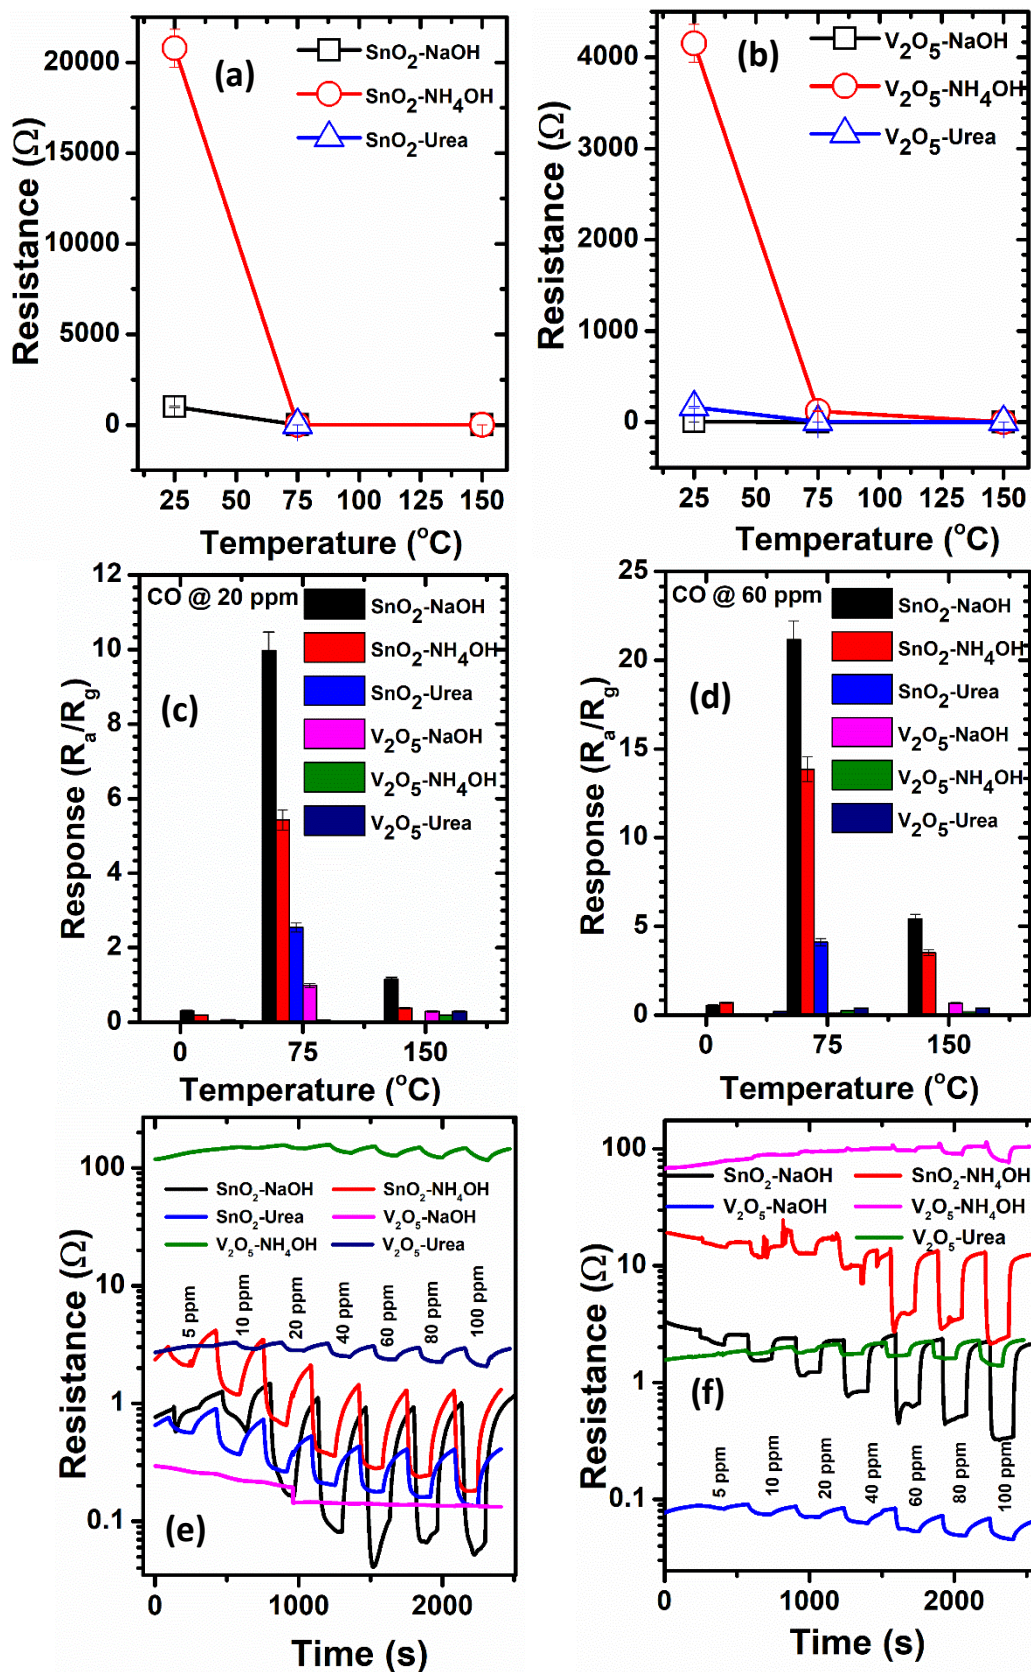 (a)
SnO2-NaOH
SnO2-NH4OH
SnO2-Urea
20000
15000
10000
5000
0
Resistance (Ω)
25 50 75 100 125 150
Temperature (oC)
(b)
V2O5-NaOH
V2O5-NH4OH
V2O5-Urea
4000
3000
2000
1000
0
Resistance (Ω)
25 50 75 100 125 150
Temperature (oC)
CO @ 20 ppm
SnO2-NaOH
SnO2-NH4OH
SnO2-Urea
V2O5-NaOH
V2O5-NH4OH
V2O5-Urea
(c)
12
10
8
6
4
2
0
Response (Ra/Rg)
0 75 150
Temperature (oC)
CO @ 60 ppm
SnO2-NaOH
SnO2-NH4OH
SnO2-Urea
V2O5-NaOH
V2O5-NH4OH
V2O5-Urea
(d)
25
20
15
10
5
0
Response (Ra/Rg)
0 75 150
Temperature (oC)
100
10
1
0.1
Resistance (Ω)
SnO2-NaOH SnO2-NH4OH
SnO2-Urea V2O5-NaOH
V2O5-NH4OH V2O5-Urea
5 ppm 10 ppm 20 ppm 40 ppm 60 ppm 80 ppm 100 ppm
(e)
0 1000 2000
Time (s)
100
10
1
0.1
Resistance (Ω)
SnO2-NaOH SnO2-NH4OH
V2O5-NaOH V2O5-NH4OH
V2O5-Urea
(f)
5 ppm 10 ppm 20 ppm 40 ppm 60 ppm 80 ppm 100 ppm
0 1000 2000
Time (s)